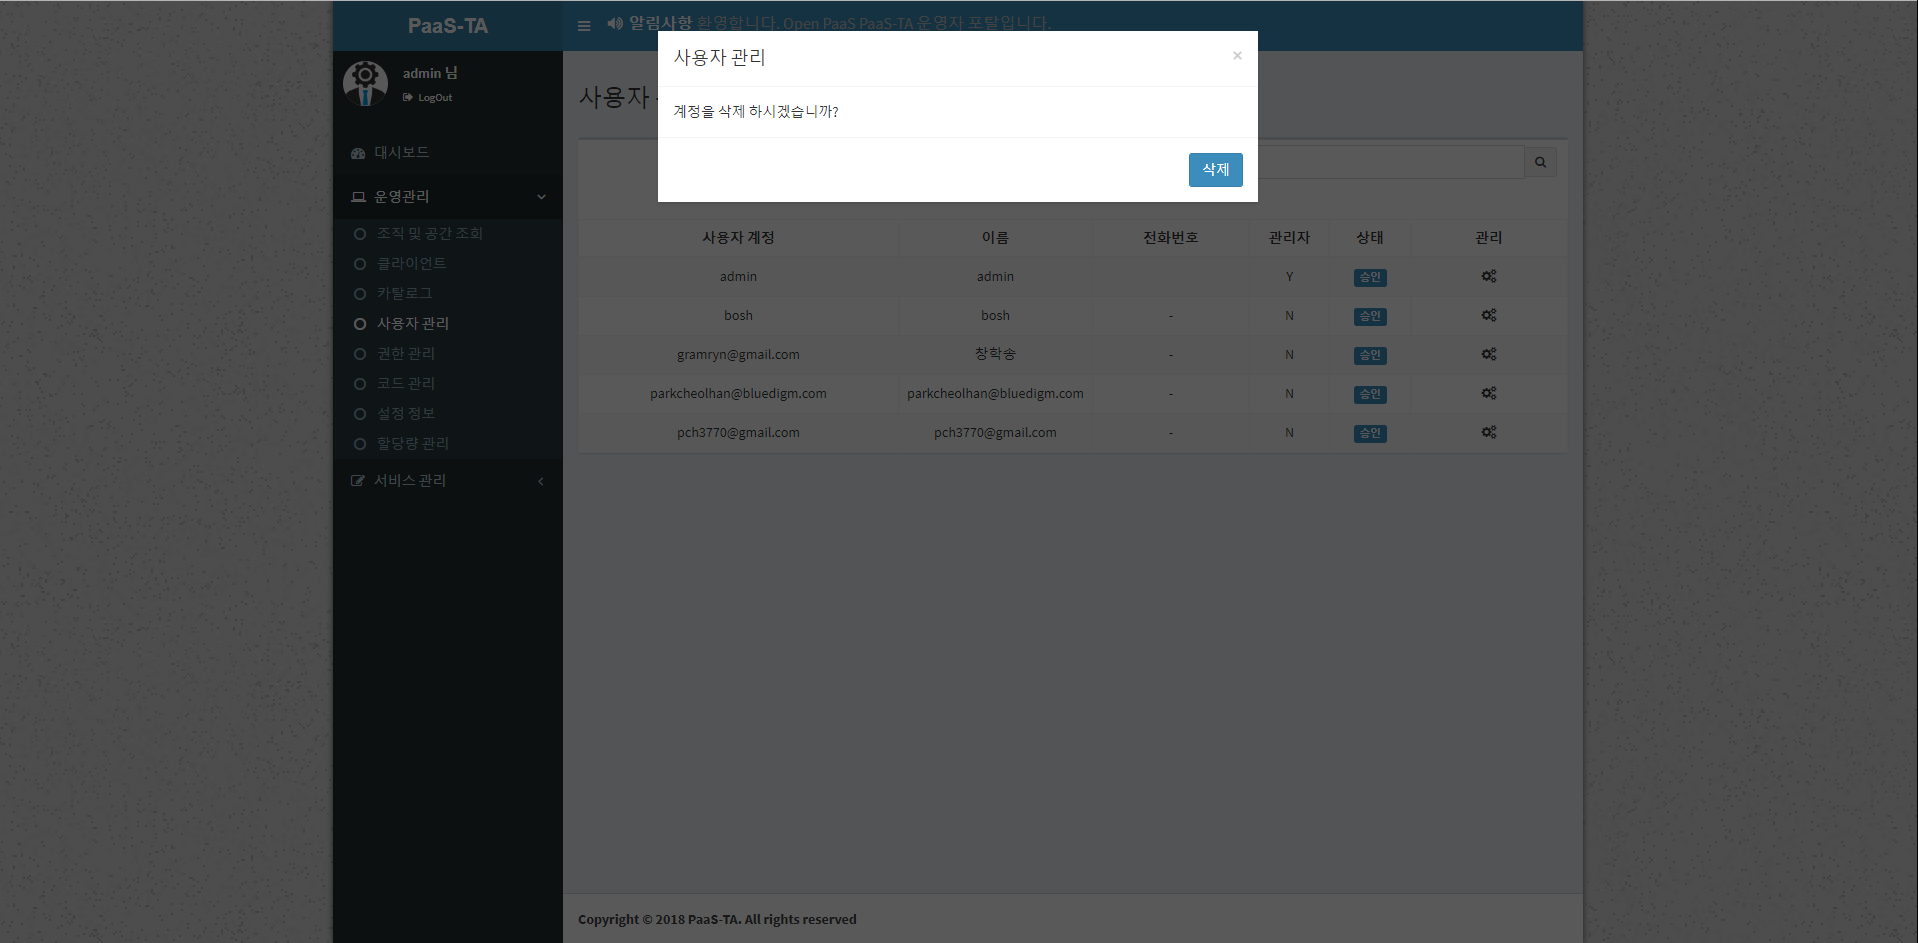 PaaS-TA
알림사항 환영합니다. Open PaaS PaaS-TA 운영자 포탈입니다.
admin 님
LogOut
대시보드
운영관리
조직 및 공간 조회
클라이언트
카탈로그
사용자 관리
권한 관리
코드 관리
설정 정보
할당량 관리
서비스 관리
사용자 관리
×
계정을 삭제 하시겠습니까?
삭제
사용자
사용자 계정 이름 전화번호 관리자 상태 관리
admin admin Y 승인
bosh bosh - N 승인
gramryn@gmail.com 창학송 - N 승인
parkcheolhan@bluedigm.com parkcheolhan@bluedigm.com - N 승인
pch3770@gmail.com pch3770@gmail.com - N 승인
Copyright © 2018 PaaS-TA. All rights reserved